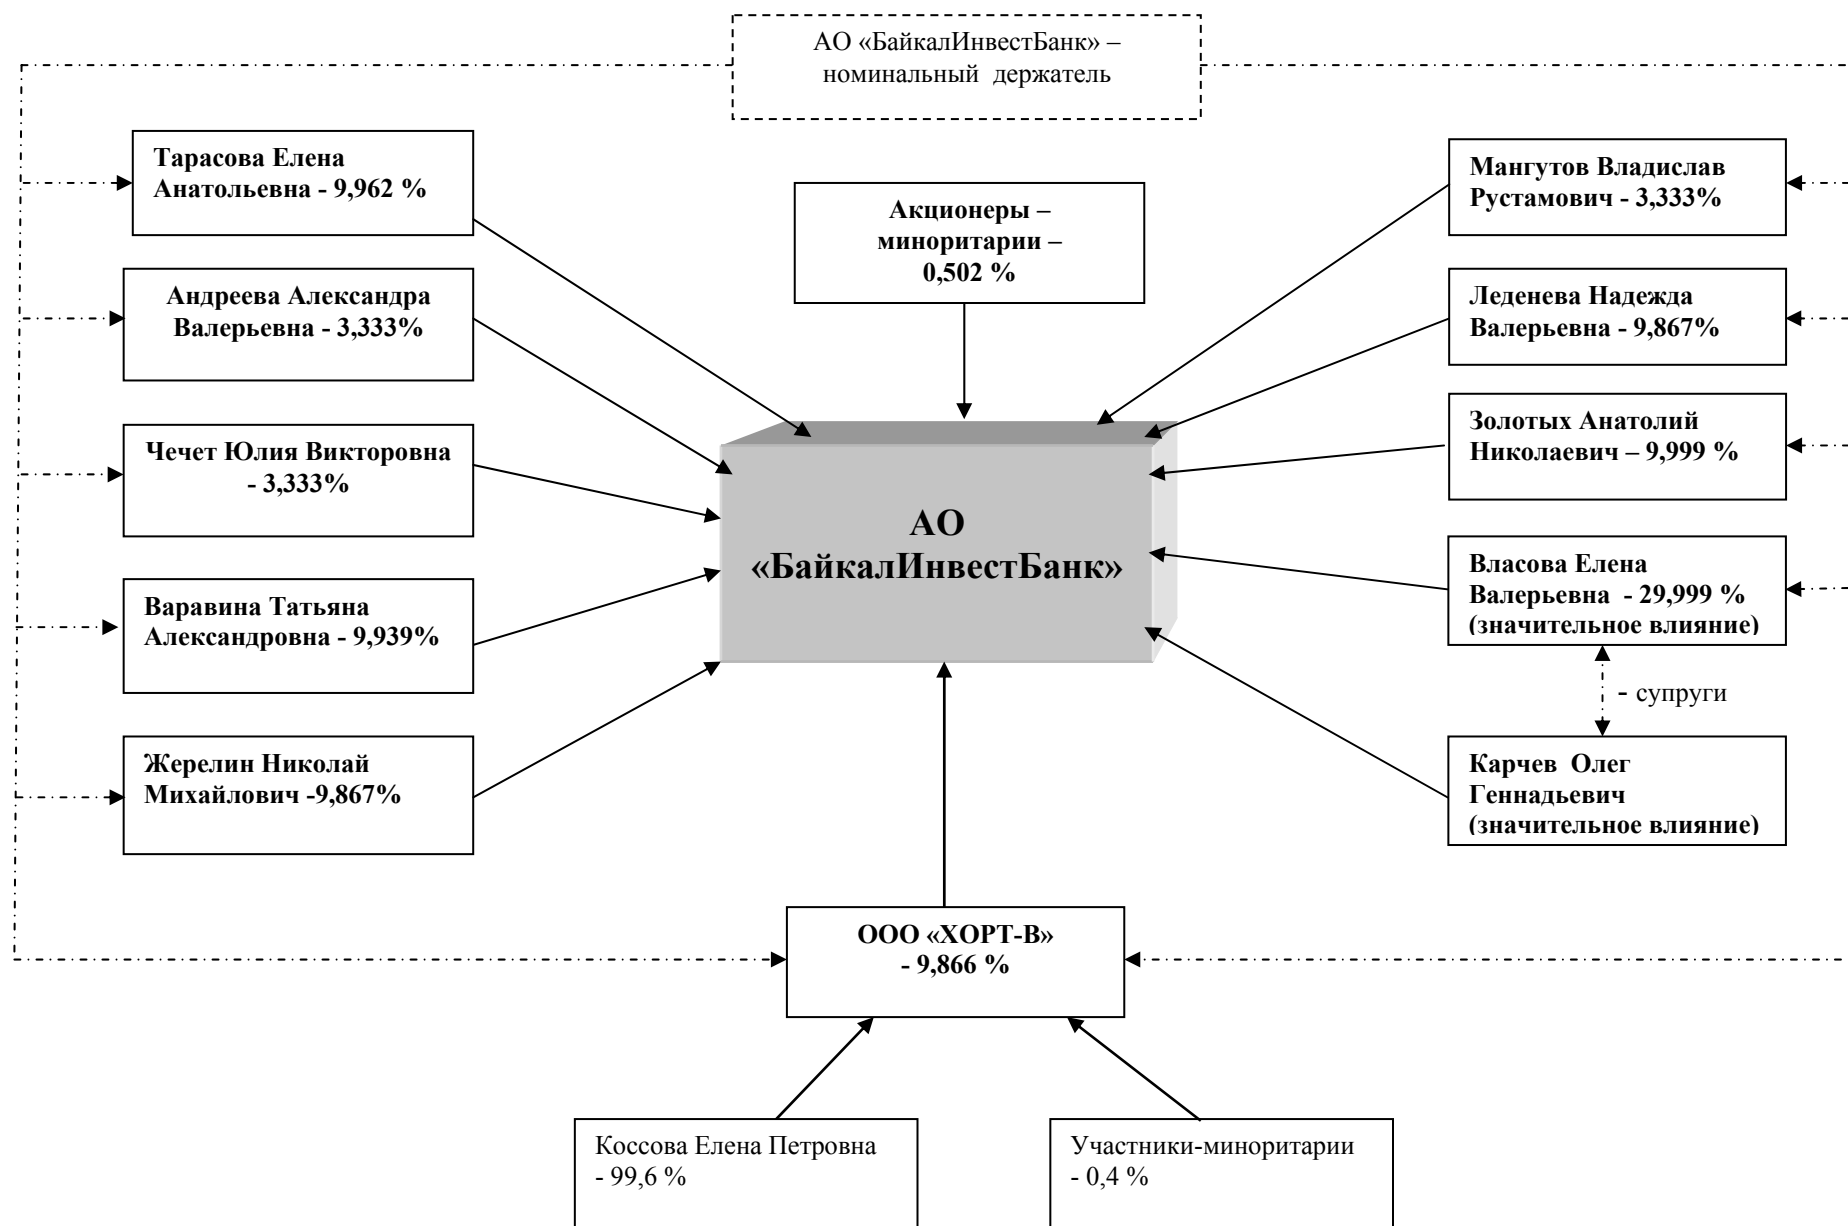 АО «БайкалИнвестБанк» –
номинальный держатель
Тарасова Елена
Анатольевна - 9,962 %
Андреева Александра
Валерьевна - 3,333%
Чечет Юлия Викторовна
- 3,333%
Варавина Татьяна
Александровна - 9,939%
Жерелин Николай
Михайлович -9,867%
Акционеры –
миноритарии –
0,502 %
АО
«БайкалИнвестБанк»
Мангутов Владислав
Рустамович - 3,333%
Леденева Надежда
Валерьевна - 9,867%
Золотых Анатолий
Николаевич – 9,999 %
Власова Елена
Валерьевна - 29,999 %
(значительное влияние)
- супруги
Карчев Олег
Геннадьевич
(значительное влияние)
ООО «ХОРТ-В»
- 9,866 %
Коссова Елена Петровна
- 99,6 %
Участники-миноритарии
- 0,4 %